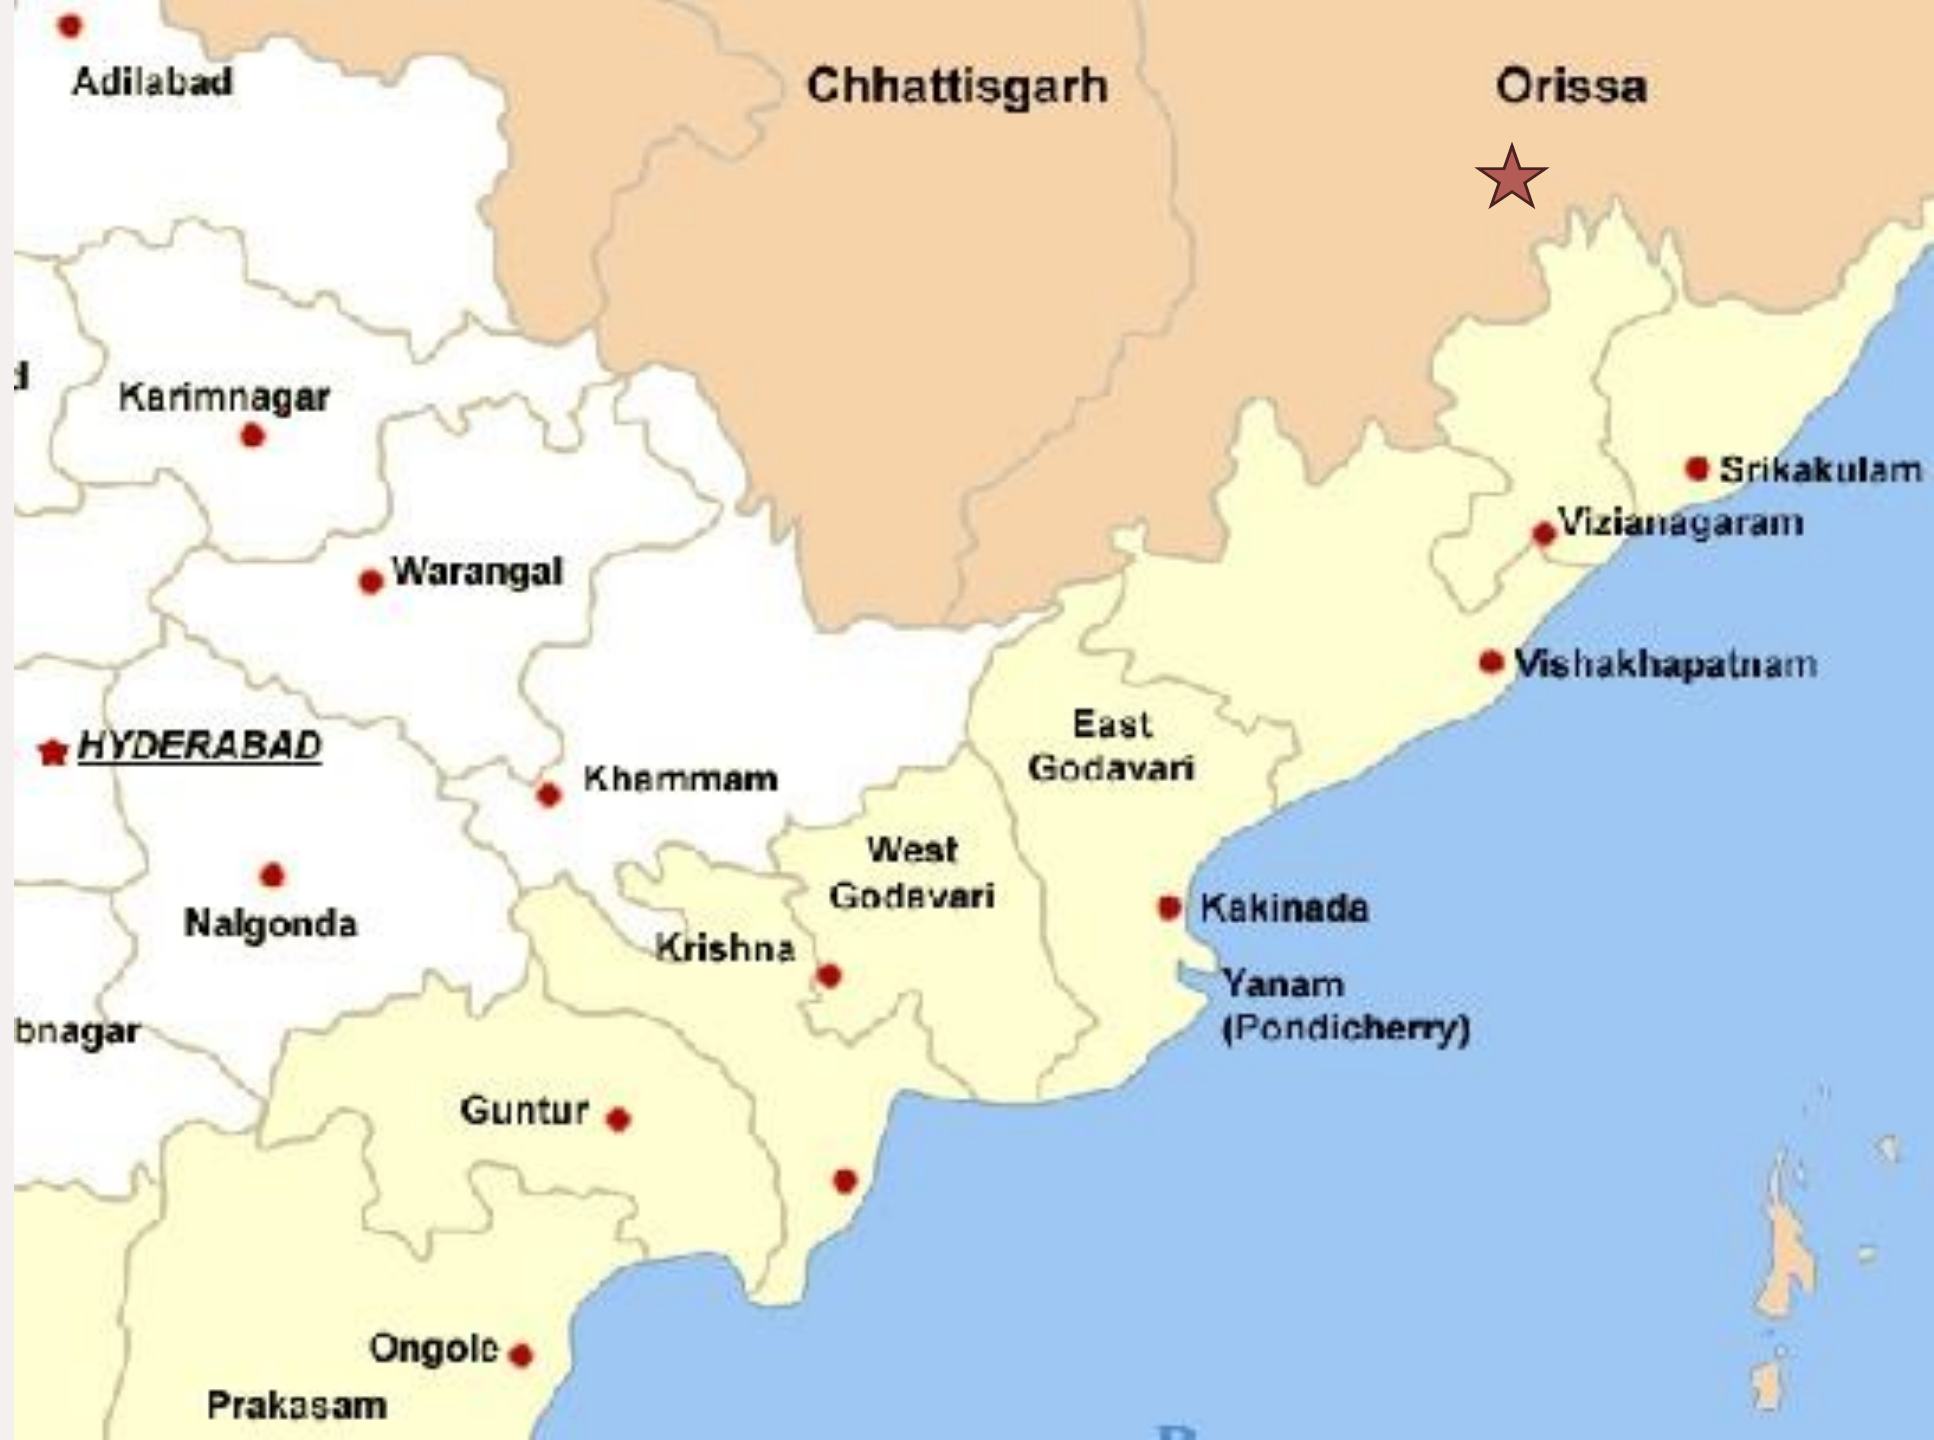 Adilabad
Chhattisgarh
Orissa
Karimnagar
Srikakulam
Vizianagaram
Warangal
Vishakhapatnam
HYDERABAD
East
Godavari
Khammam
West
Godavari
Kakinada
Nalgonda
Krishna
Yanam
(Pondicherry)
bnagar
Guntur
Ongole
Prakasam